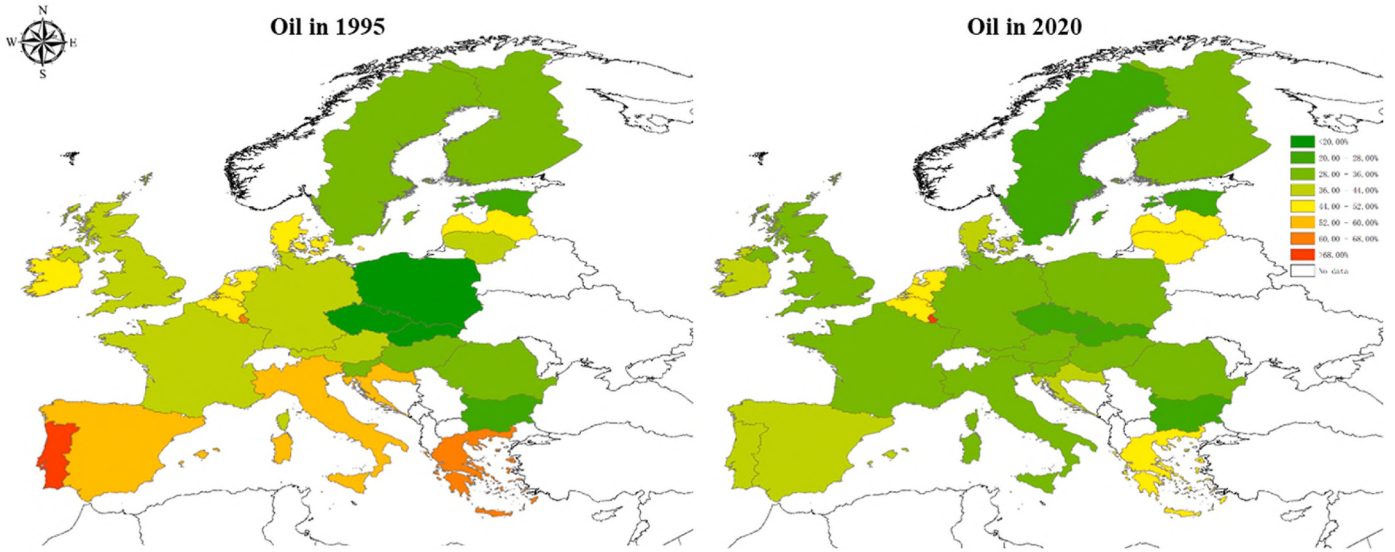 N
W E
S
Oil in 1995
Oil in 2020
<20.00%
20.00 - 28.00%
28.00 - 36.00%
36.00 - 44.00%
44.00 - 52.00%
52.00 - 60.00%
60.00 - 68.00%
>68.00%
No data